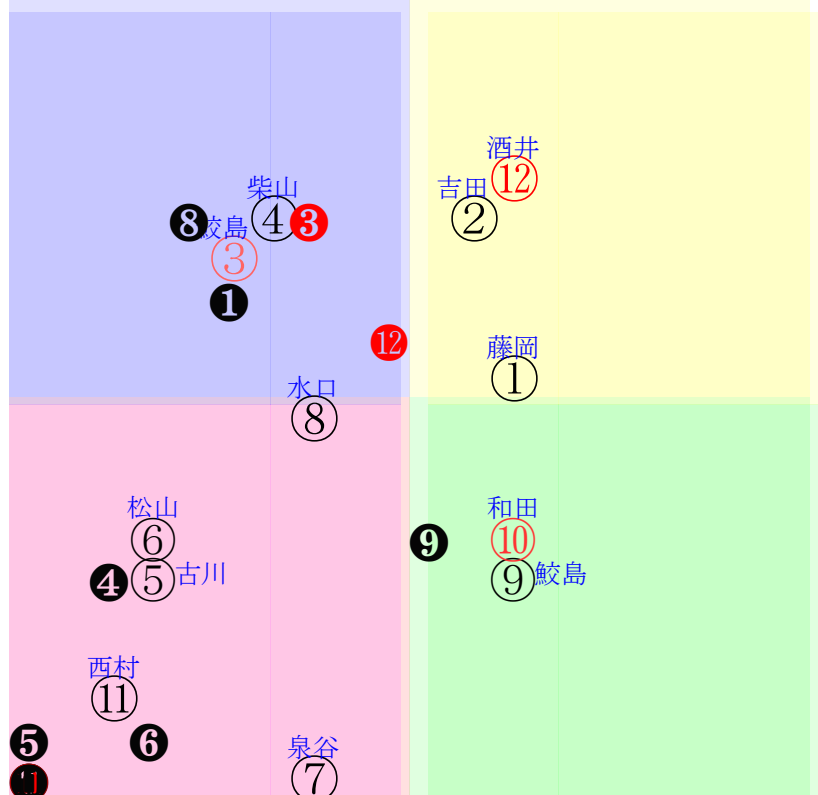 酒井
⑫
柴山
吉田
❽
鮫島
④
❸
②
③
❶
⓬
藤岡
①
水口
⑧
松山
和田
⑥
❾
⑩
❹
⑤
古川
⑨
鮫島
西村
⑪
❺
❻
泉谷
⑦